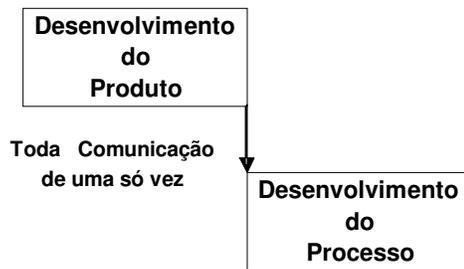 Desenvolvimento
do
Produto
Toda Comunicação
de uma só vez
Desenvolvimento
do
Processo